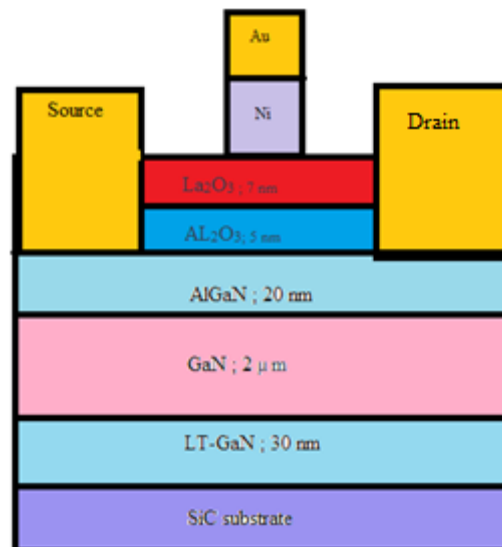 Au
Ni
Source
Drain
La₂O₃ ; 7 nm
AL₂O₃; 5 nm
AlGaN ; 20 nm
GaN ; 2 µm
LT-GaN ; 30 nm
SiC substrate